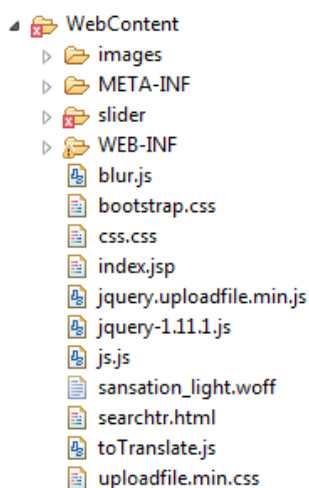 WebContent
images
META-INF
slider
WEB-INF
blur.js
bootstrap.css
css.css
index.jsp
jquery.uploadfile.min.js
jquery-1.11.1.js
js.js
sansation_light.woff
searchtr.html
toTranslate.js
uploadfile.min.css